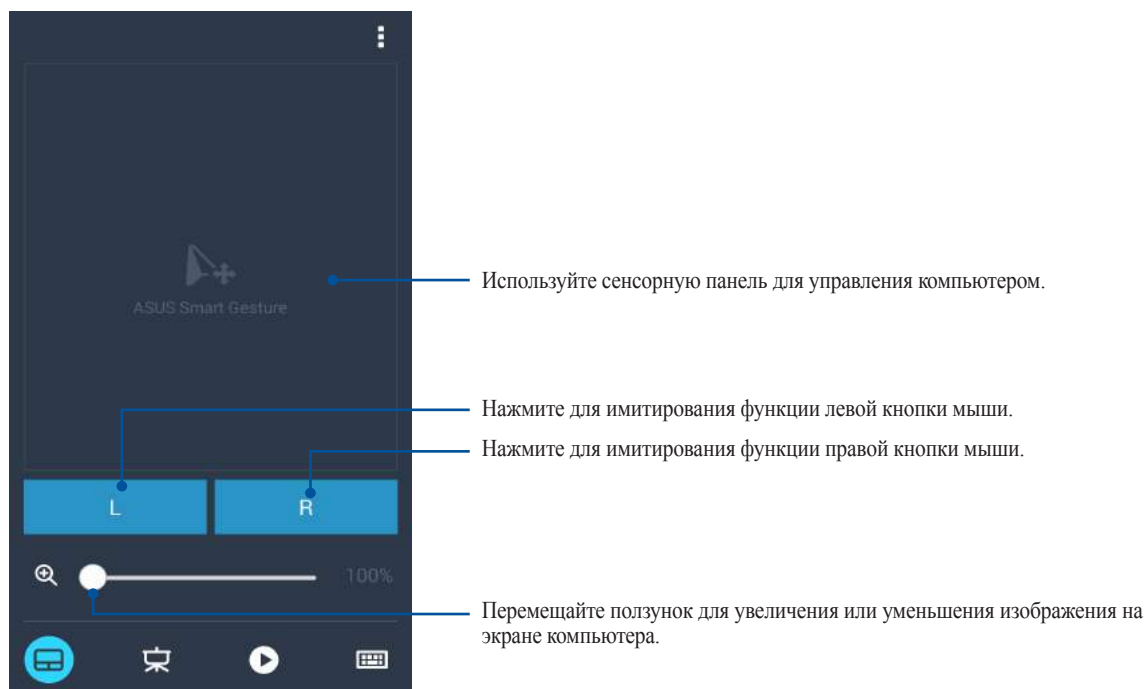 ASUS Smart Gesture
Используйте сенсорную панель для управления компьютером.
Нажмите для имитирования функции левой кнопки мыши.
Нажмите для имитирования функции правой кнопки мыши.
L
R
100%
Перемещайте ползунок для увеличения или уменьшения изображения на
экране компьютера.